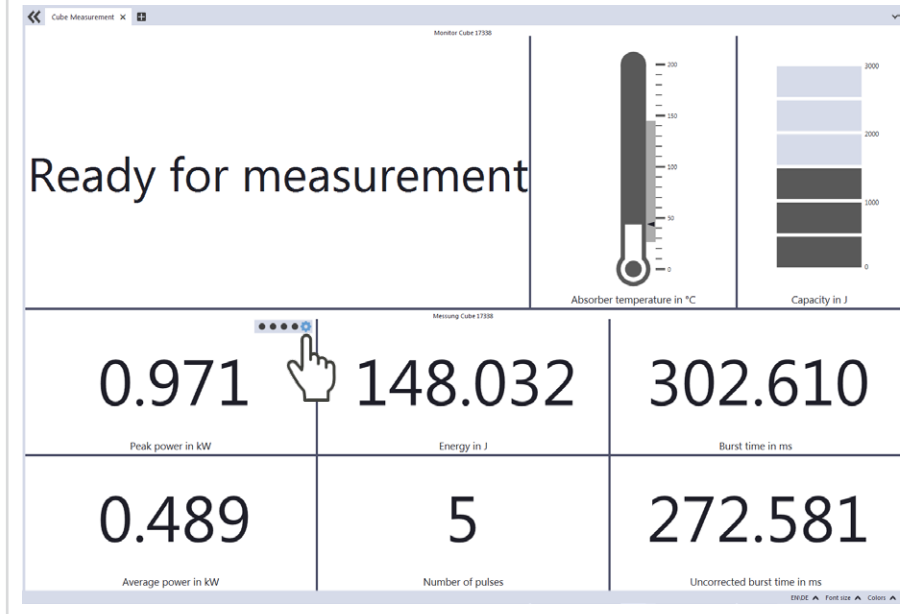 Cube Measurement
Monitor Cube 17338
Ready for measurement
200
150
100
50
0
Absorber temperature in °C
3000
2000
1000
0
Capacity in J
Messung Cube 17338
0.971
Peak power in kW
148.032
Energy in J
302.610
Burst time in ms
0.489
Average power in kW
5
Number of pulses
272.581
Uncorrected burst time in ms
EN\DE Font size Colors